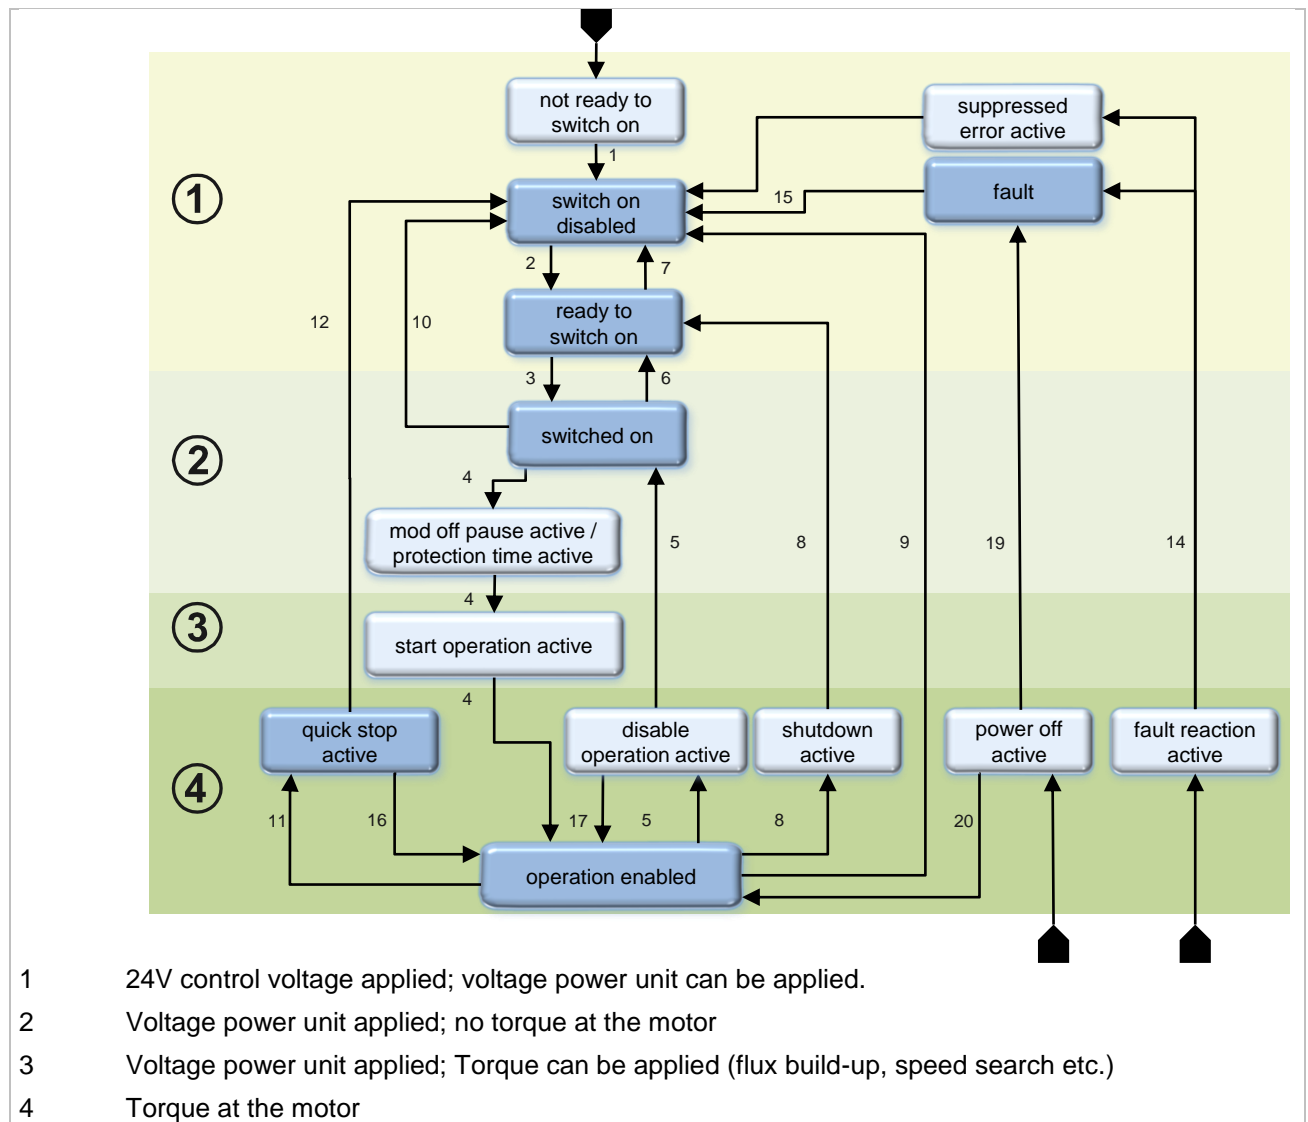 not ready to
switch on
suppressed
error active
1
1
switch on
disabled
15
fault
2
7
12
10
ready to
switch on
3
6
2
switched on
4
mod off pause active /
protection time active
5
8
9
19
14
4
3
start operation active
4
quick stop
active
disable
operation active
shutdown
active
power off
active
fault reaction
active
4
11
16
17
5
8
20
operation enabled
1 24V control voltage applied; voltage power unit can be applied.
2 Voltage power unit applied; no torque at the motor
3 Voltage power unit applied; Torque can be applied (flux build-up, speed search etc.)
4 Torque at the motor